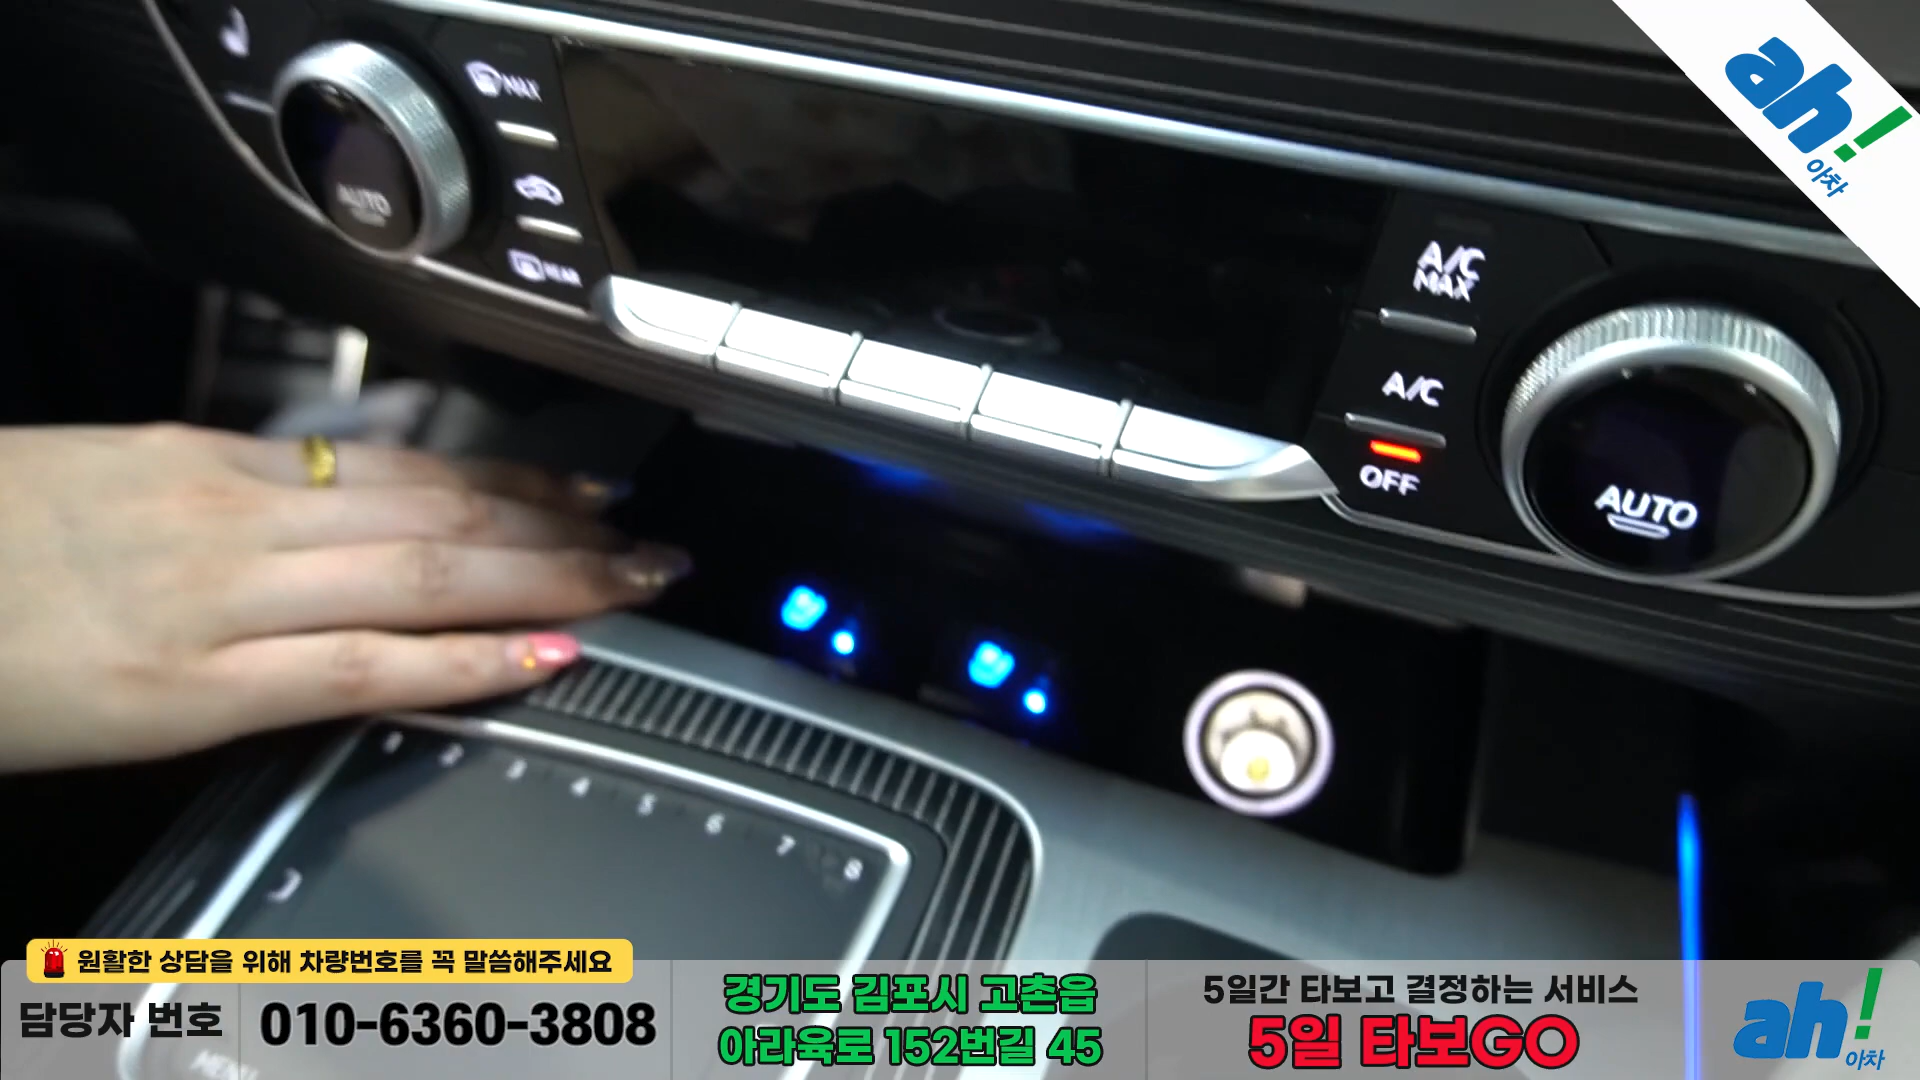 MAX
AUTO
REAR
A/C
MAX
A/C
OFF
AUTO
1 2 3 4 5 6 7 8
MENU
ah!
아차
원활한 상담을 위해 차량번호를 꼭 말씀해주세요
담당자 번호
010-6360-3808
경기도 김포시 고촌읍
아라육로 152번길 45
5일간 타보고 결정하는 서비스
5일 타보GO
ah!
아차